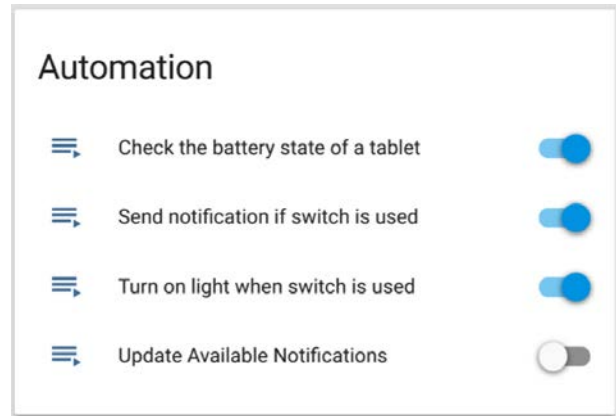 Automation
Check the battery state of a tablet
Send notification if switch is used
Turn on light when switch is used
Update Available Notifications